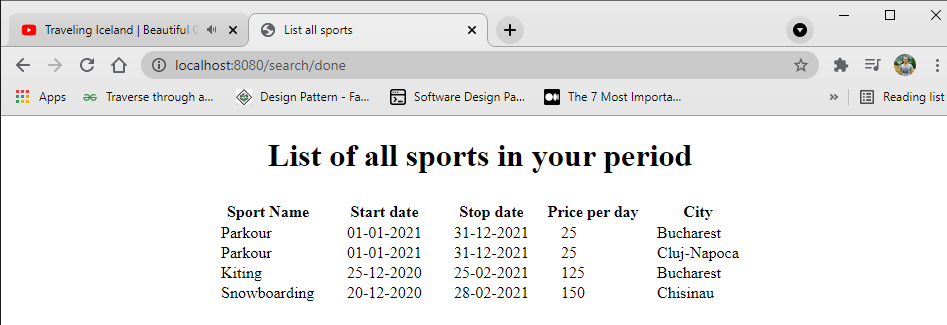 Traveling Iceland | Beautiful
List all sports
localhost:8080/search/done
Apps Traverse through a... Design Pattern - Fa... Software Design Pa... The 7 Most Importa... » Reading list
List of all sports in your period
Sport Name Start date Stop date Price per day City
Parkour 01-01-2021 31-12-2021 25 Bucharest
Parkour 01-01-2021 31-12-2021 25 Cluj-Napoca
Kiting 25-12-2020 25-02-2021 125 Bucharest
Snowboarding 20-12-2020 28-02-2021 150 Chisinau